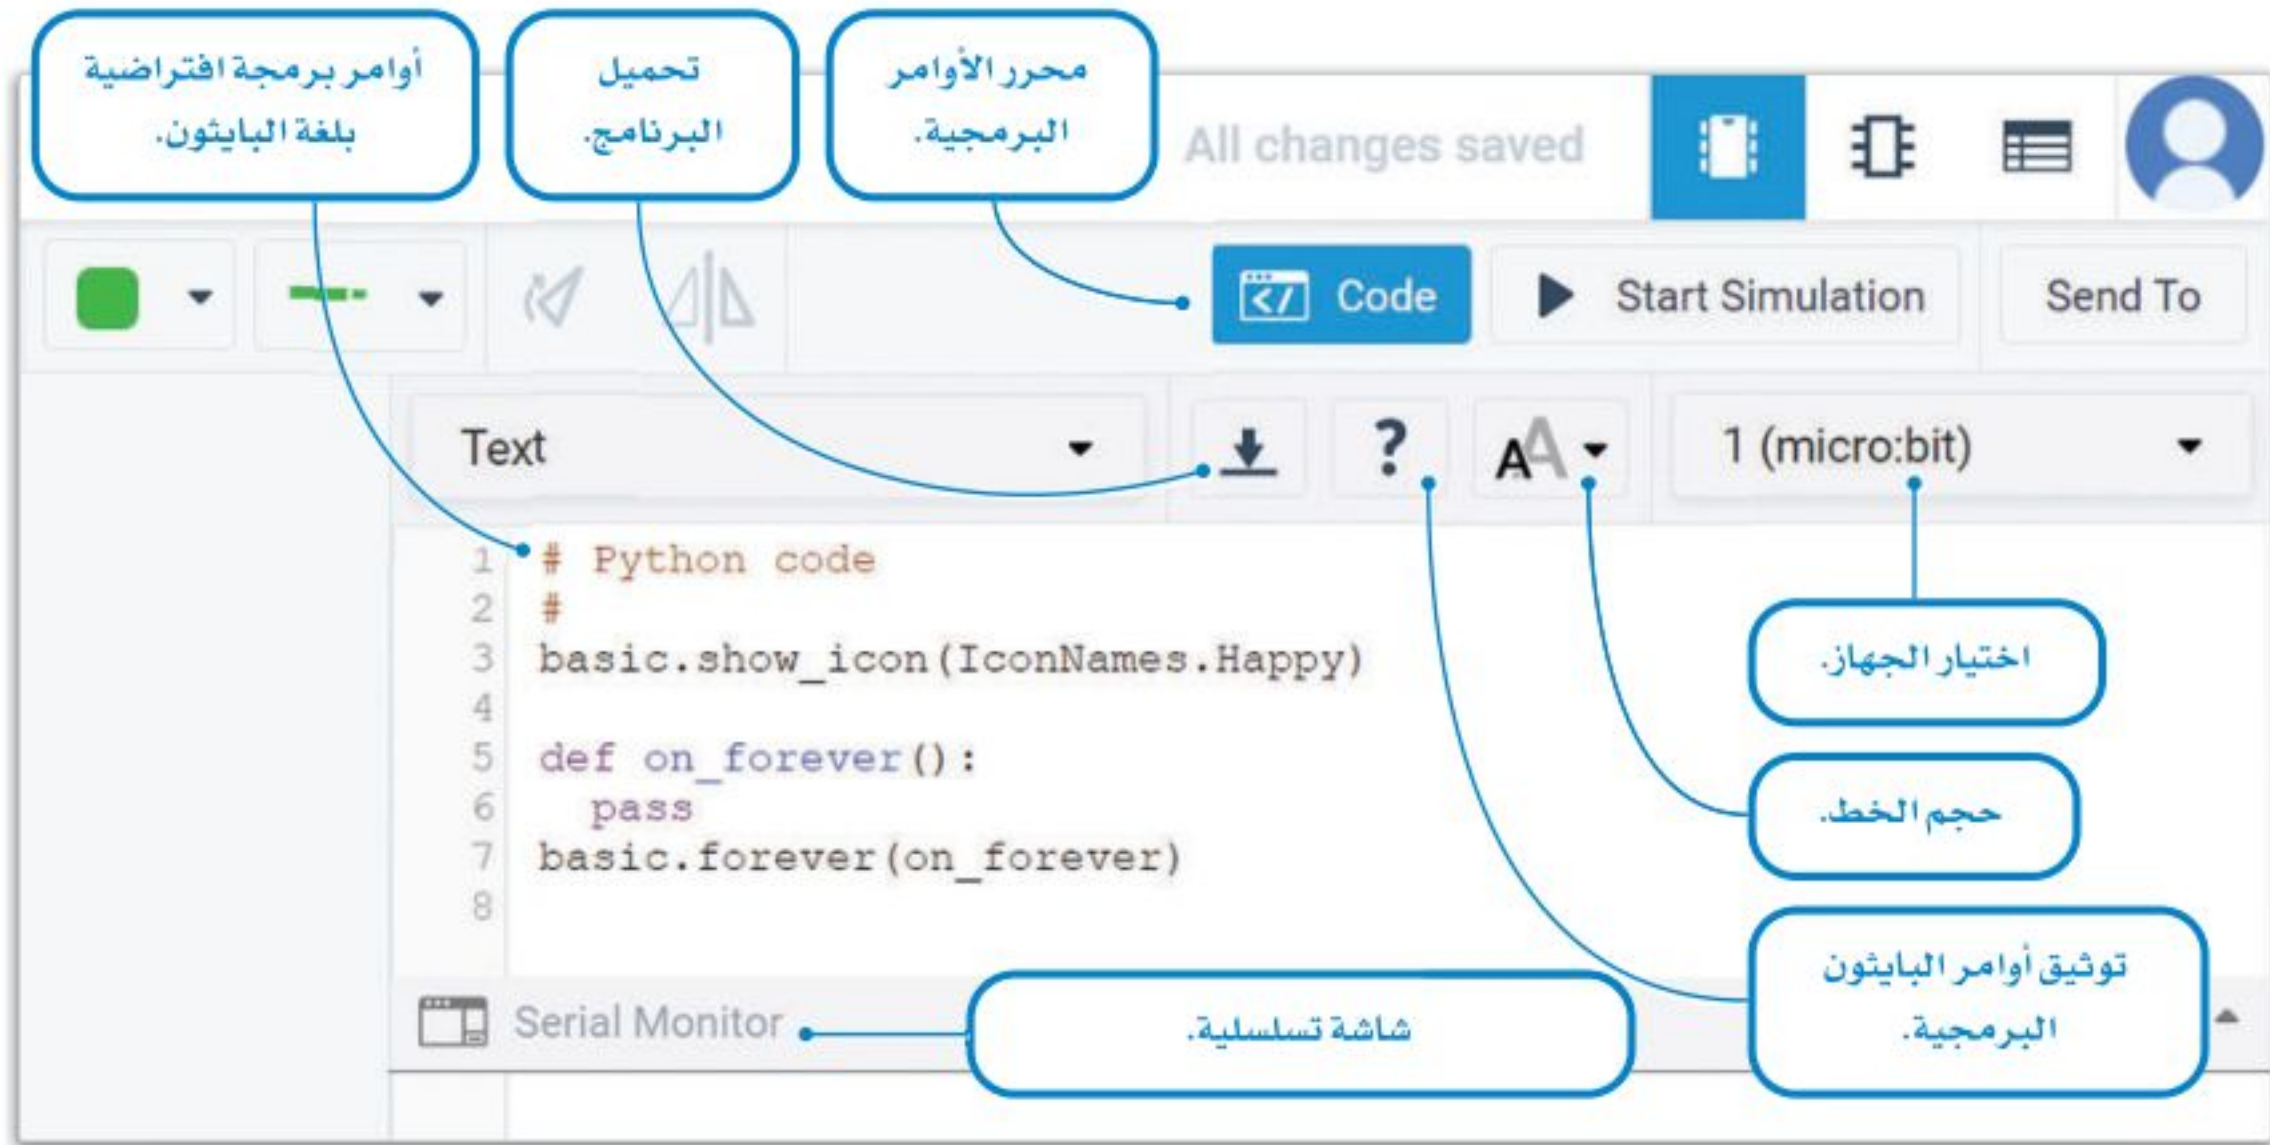 أوامر برمجة افتراضية
بلغة البايثون.
تحميل
البرنامج.
محرر الأوامر
البرمجية.
All changes saved
Code
Start Simulation
Send To
Text
?
AA
1 (micro:bit)
1 # Python code
2 #
3 basic.show_icon(IconNames.Happy)
4
5 def on_forever():
6   pass
7 basic.forever(on_forever)
8
اختيار الجهاز.
حجم الخط.
توثيق أوامر البايثون
البرمجية.
Serial Monitor
شاشة تسلسلية.